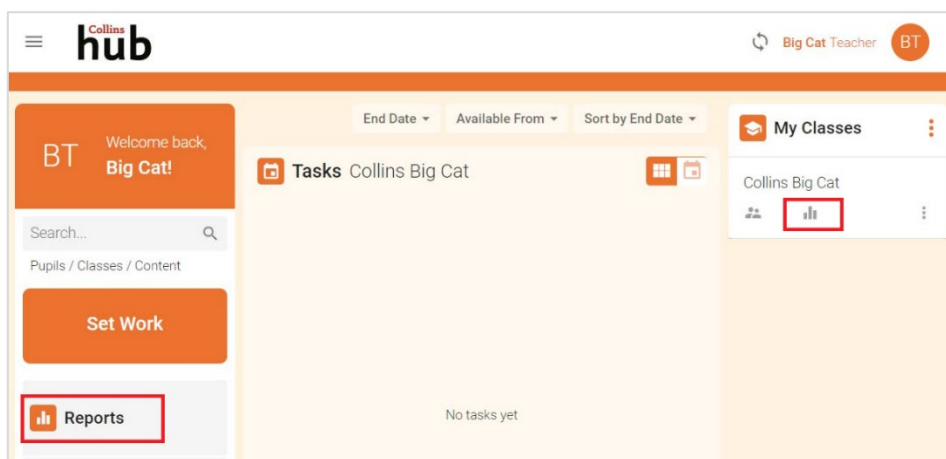 Collins
hub
Big Cat Teacher
BT
BT
Welcome back,
Big Cat!
Search...
Pupils / Classes / Content
Set Work
Reports
End Date
Available From
Sort by End Date
Tasks Collins Big Cat
No tasks yet
My Classes
Collins Big Cat